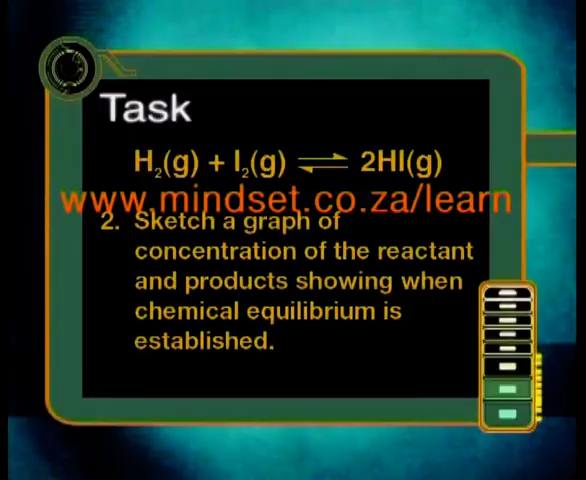 Task
H₂(g) + I₂(g) ⇌ 2HI(g)
www.mindset.co.za/learn
2. Sketch a graph of
concentration of the reactant
and products showing when
chemical equilibrium is
established.